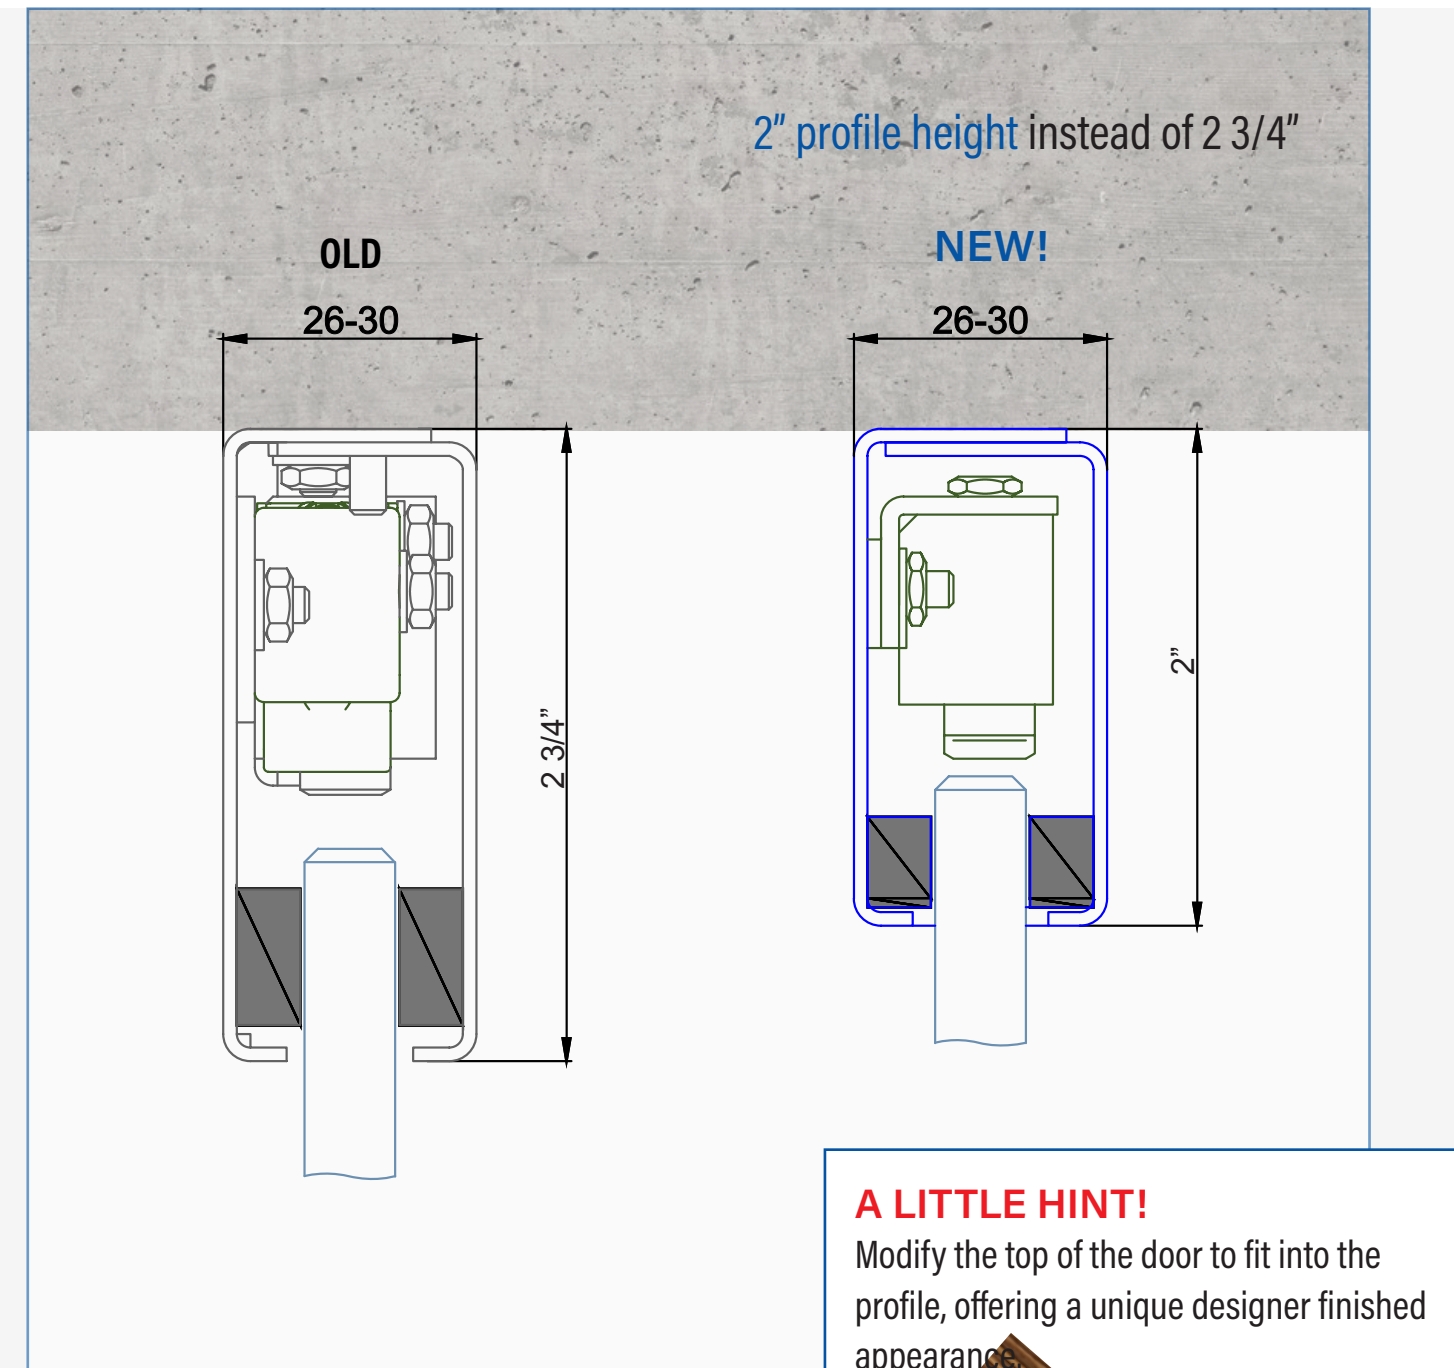 2” profile height instead of 2 3/4”
OLD
NEW!
26-30
26-30
2 3/4”
2”
A LITTLE HINT!
Modify the top of the door to fit into the
profile, offering a unique designer finished
appearance.